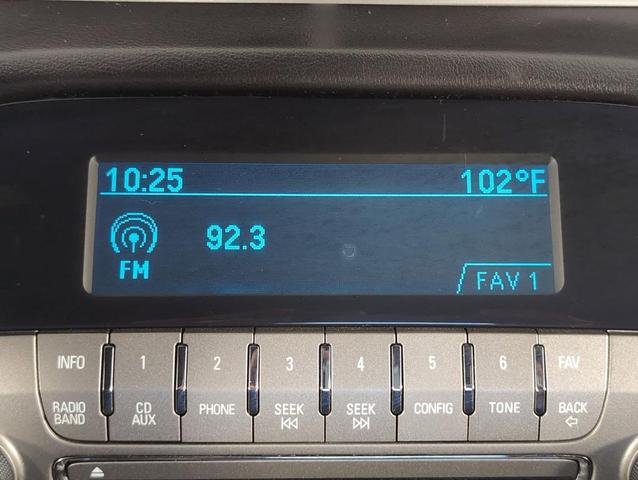 10:25 102°F
92.3
FM
FAV 1
INFO 1 2 3 4 5 6 FAV
RADIO BAND CD AUX PHONE SEEK SEEK CONFIG TONE BACK